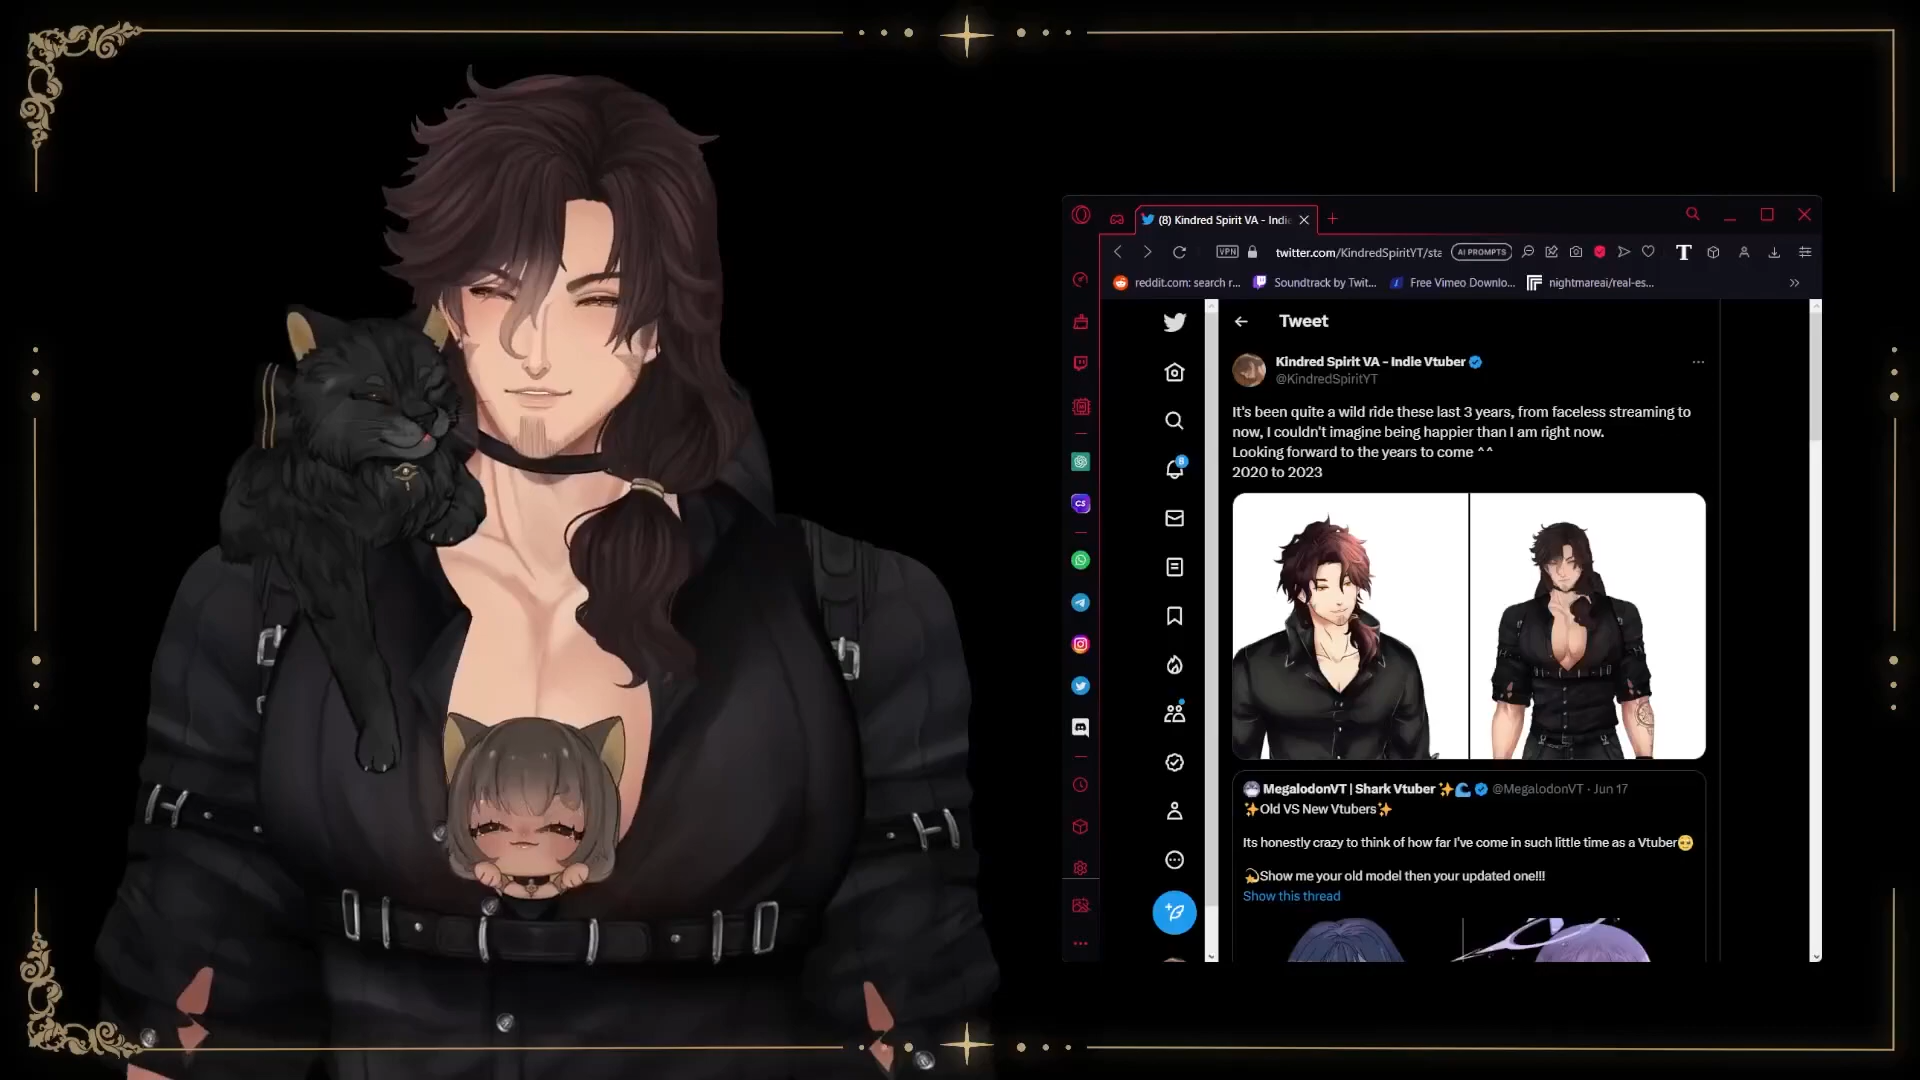 (8) Kindred Spirit VA - Indi
VPN
twitter.com/KindredSpiritYT/sta
AI PROMPTS
T
reddit.com: search r...
Soundtrack by Twit...
Free Vimeo Downlo...
nightmareai/real-es...
Tweet
Kindred Spirit VA - Indie Vtuber
@KindredSpiritYT
It's been quite a wild ride these last 3 years, from faceless streaming to
now, I couldn't imagine being happier than I am right now.
Looking forward to the years to come ^^
2020 to 2023
8
CS
MegalodonVT | Shark Vtuber ✨🌊 @MegalodonVT · Jun 17
✨Old VS New Vtubers✨
Its honestly crazy to think of how far I've come in such little time as a Vtuber😌
💫Show me your old model then your updated one!!!
Show this thread